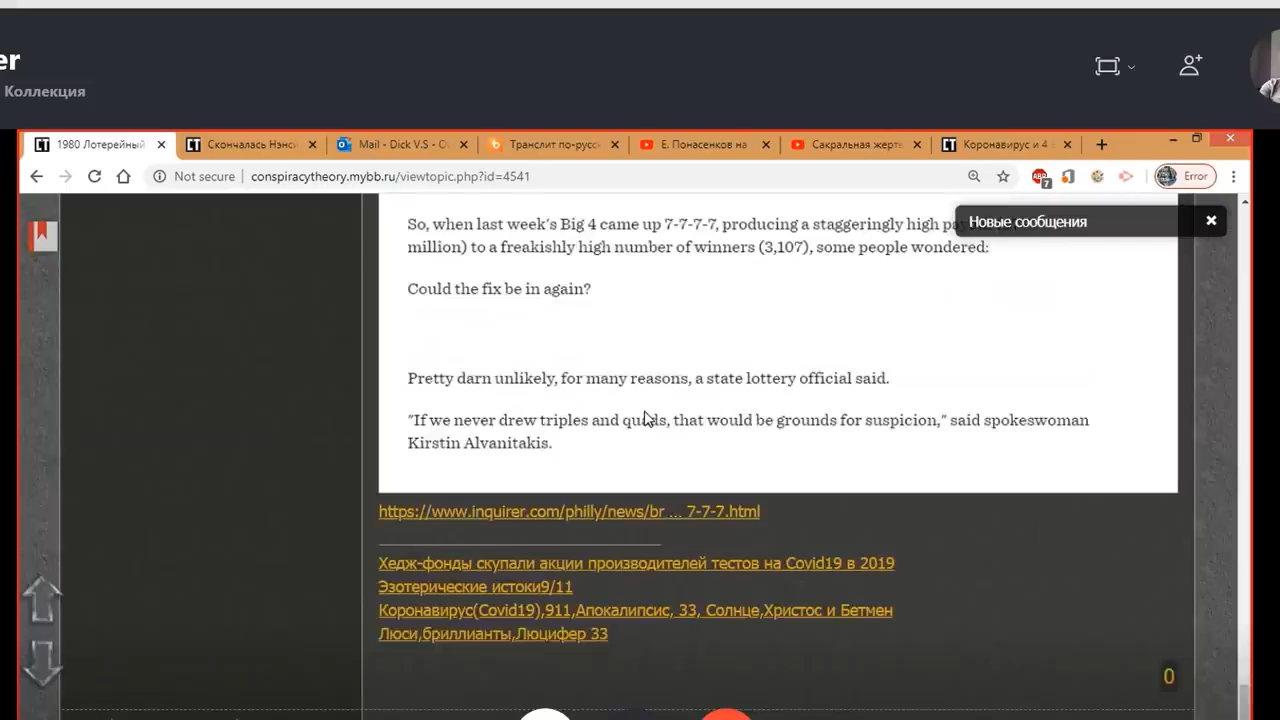 er
Коллекция
1980 Лотерейный
Скончалась Нэнси
Mail - Dick V.S - O
Транслит по-русс
Е. Понасенков на
Сакральная жерт
Коронавирус и 4
Not secure
conspiracytheory.mybb.ru/viewtopic.php?id=4541
ABP
7
Error
Новые сообщения
So, when last week's Big 4 came up 7-7-7-7, producing a staggeringly high
million) to a freakishly high number of winners (3,107), some people wondered:
Could the fix be in again?
Pretty darn unlikely, for many reasons, a state lottery official said.
"If we never drew triples and quads, that would be grounds for suspicion," said spokeswoman
Kirstin Alvanitakis.
https://www.inquirer.com/philly/news/br ... 7-7-7.html
Хедж-фонды скупали акции производителей тестов на Covid19 в 2019
Эзотерические истоки9/11
Коронавирус(Covid19),911,Апокалипсис, 33, Солнце,Христос и Бетмен
Люси,бриллианты,Люцифер 33
0